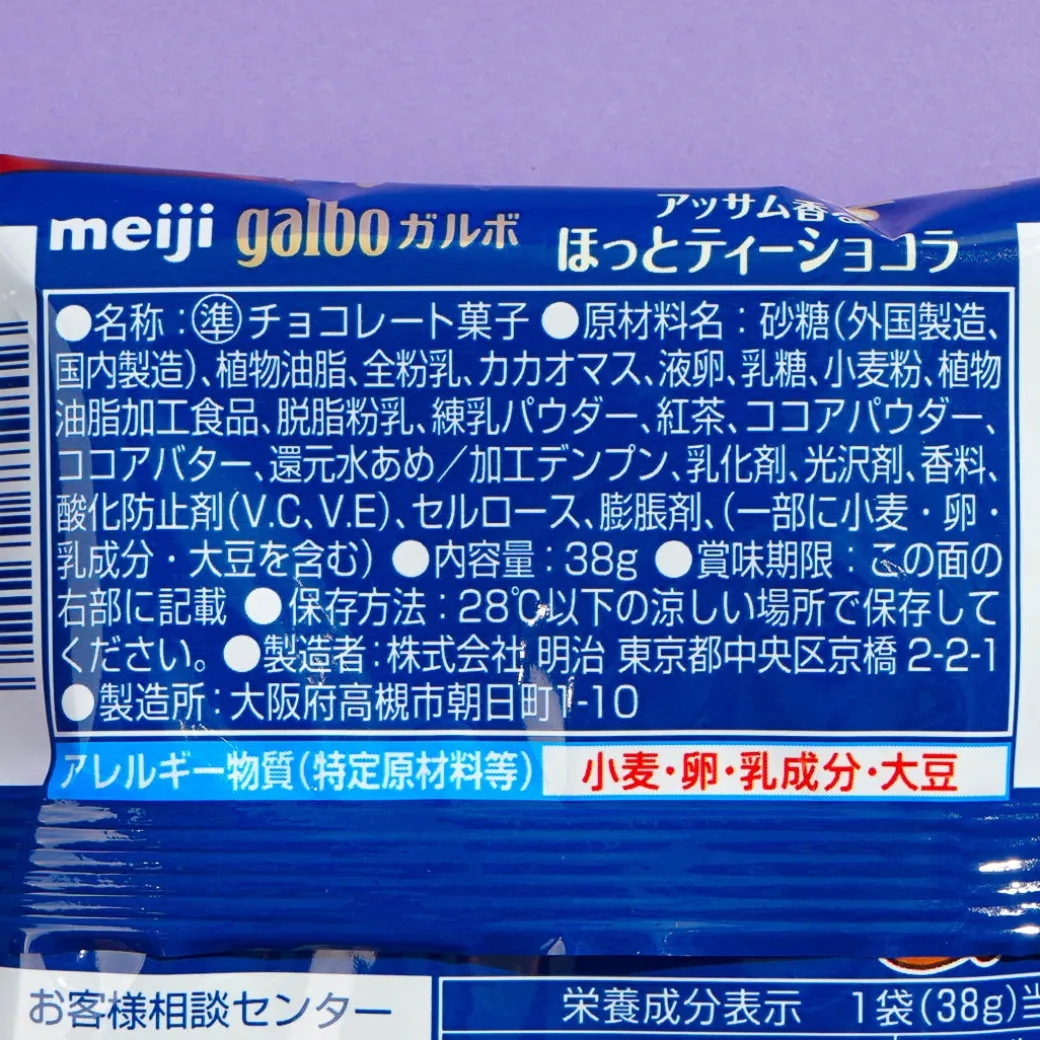 meiji galbo ガルボ
アッサム香る
ほっとティーショコラ
●名称：㊜チョコレート菓子 ●原材料名：砂糖（外国製造、
国内製造）、植物油脂、全粉乳、カカオマス、液卵、乳糖、小麦粉、植物
油脂加工食品、脱脂粉乳、練乳パウダー、紅茶、ココアパウダー、
ココアバター、還元水あめ／加工デンプン、乳化剤、光沢剤、香料、
酸化防止剤（V.C、V.E）、セルロース、膨脹剤、（一部に小麦・卵・
乳成分・大豆を含む） ●内容量：38g ●賞味期限：この面の
右部に記載 ●保存方法：28℃以下の涼しい場所で保存して
ください。●製造者：株式会社 明治 東京都中央区京橋 2-2-1
●製造所：大阪府高槻市朝日町1-10
アレルギー物質（特定原材料等） 小麦・卵・乳成分・大豆
お客様相談センター
栄養成分表示 1袋（38g）当